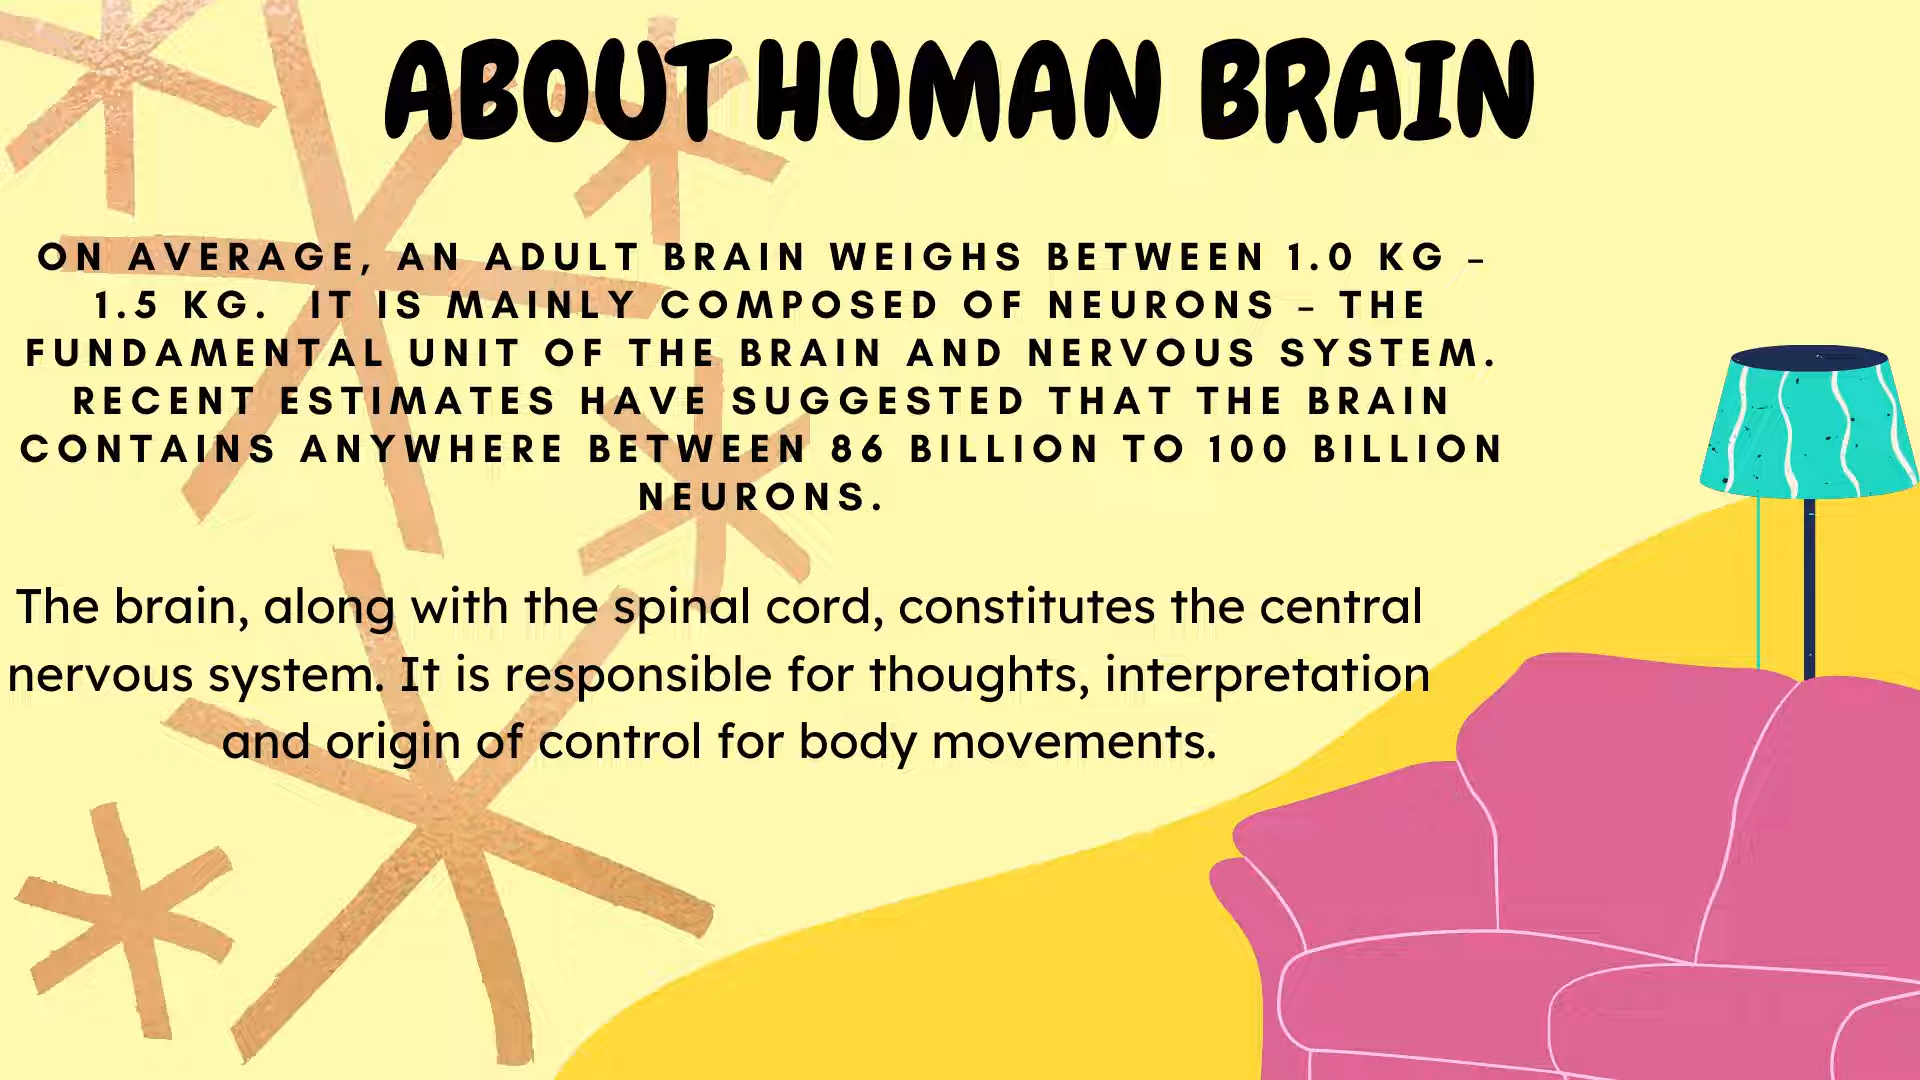 ABOUT HUMAN BRAIN
ON AVERAGE, AN ADULT BRAIN WEIGHS BETWEEN 1.0 KG –
1.5 KG.  IT IS MAINLY COMPOSED OF NEURONS – THE
FUNDAMENTAL UNIT OF THE BRAIN AND NERVOUS SYSTEM.
RECENT ESTIMATES HAVE SUGGESTED THAT THE BRAIN
CONTAINS ANYWHERE BETWEEN 86 BILLION TO 100 BILLION
NEURONS.
The brain, along with the spinal cord, constitutes the central
nervous system. It is responsible for thoughts, interpretation
and origin of control for body movements.